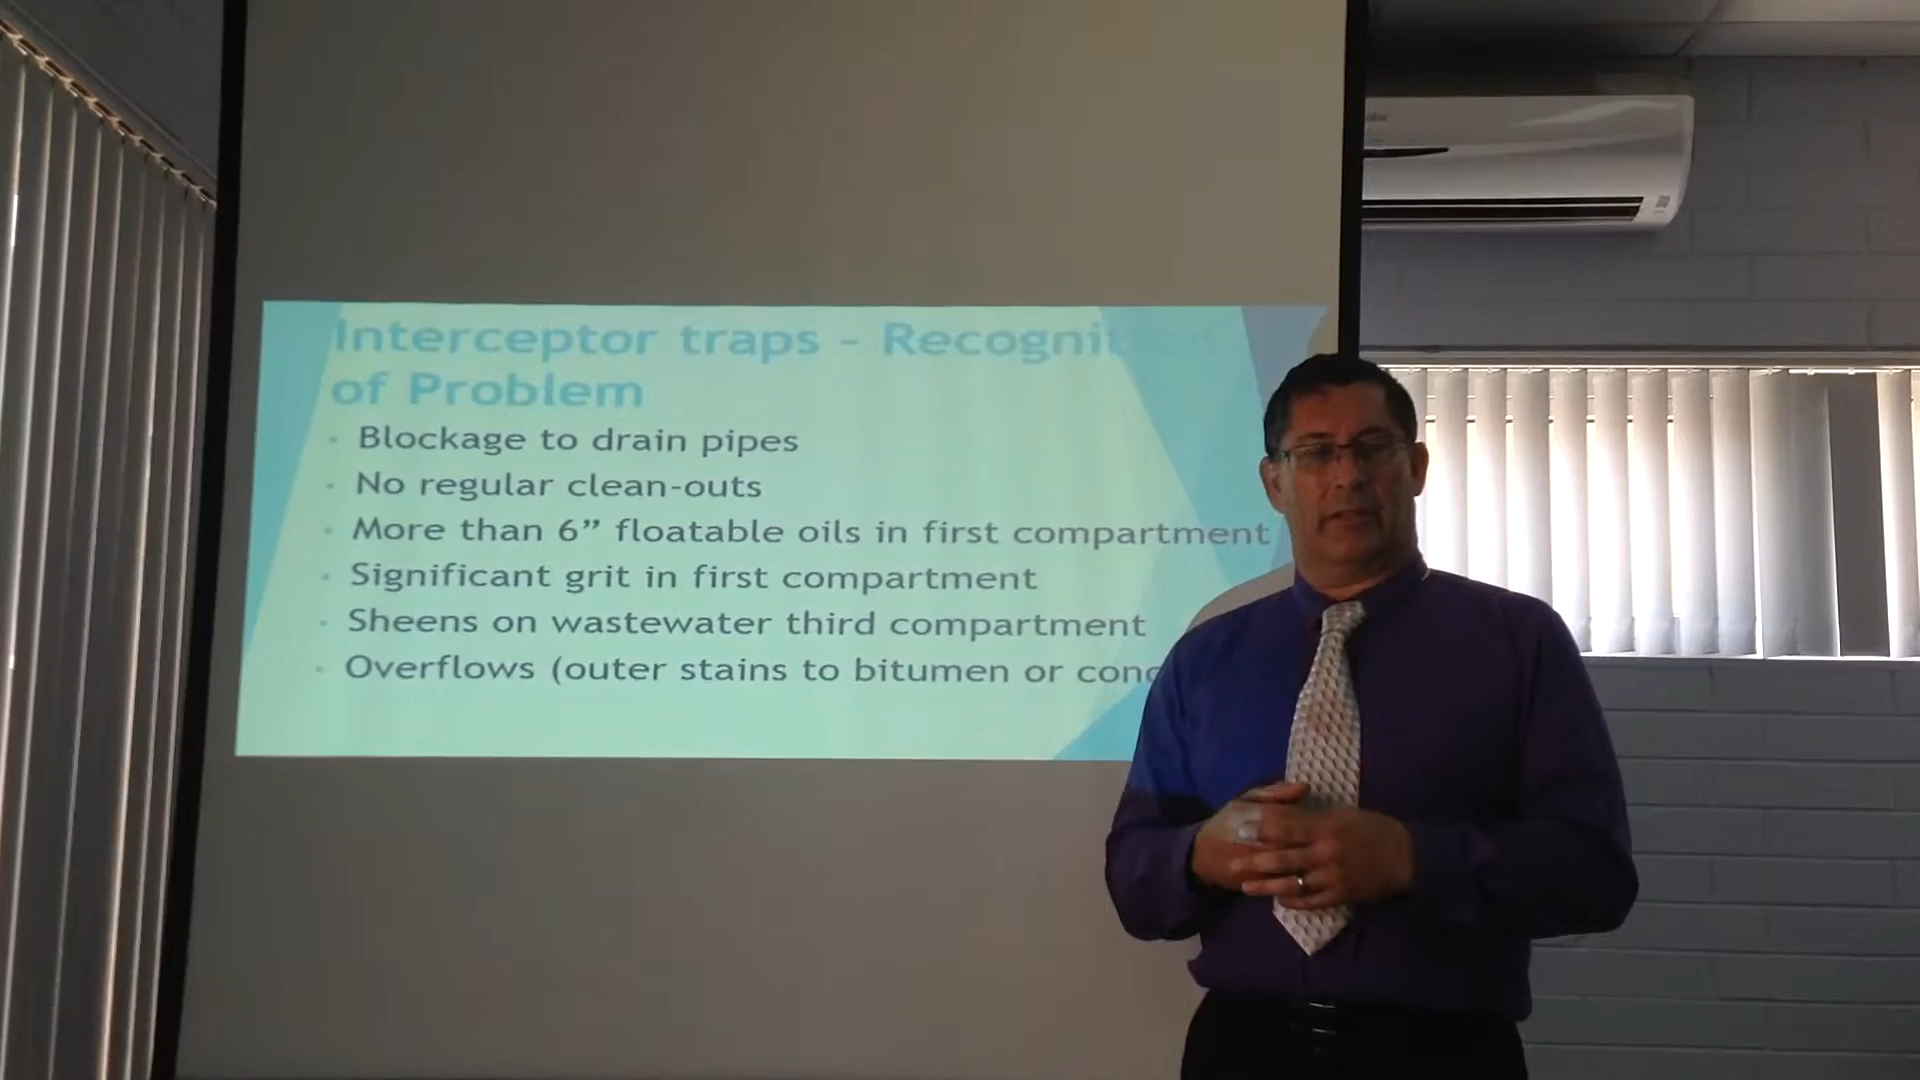 Interceptor traps - Recognit
of Problem
Blockage to drain pipes
No regular clean-outs
More than 6” floatable oils in first compartment
Significant grit in first compartment
Sheens on wastewater third compartment
Overflows (outer stains to bitumen or conc